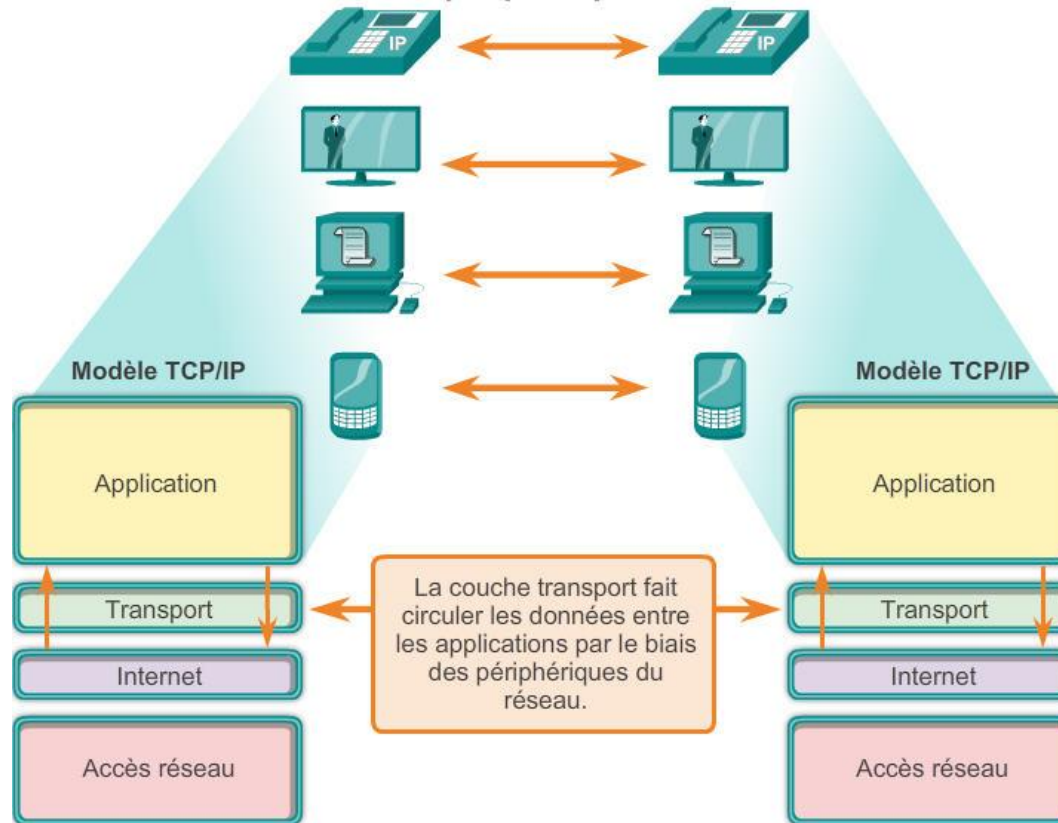 IP
IP
Modèle TCP/IP
Modèle TCP/IP
Application
Application
La couche transport fait
circuler les données entre
les applications par le biais
des périphériques du
réseau.
Transport
Transport
Internet
Internet
Accès réseau
Accès réseau